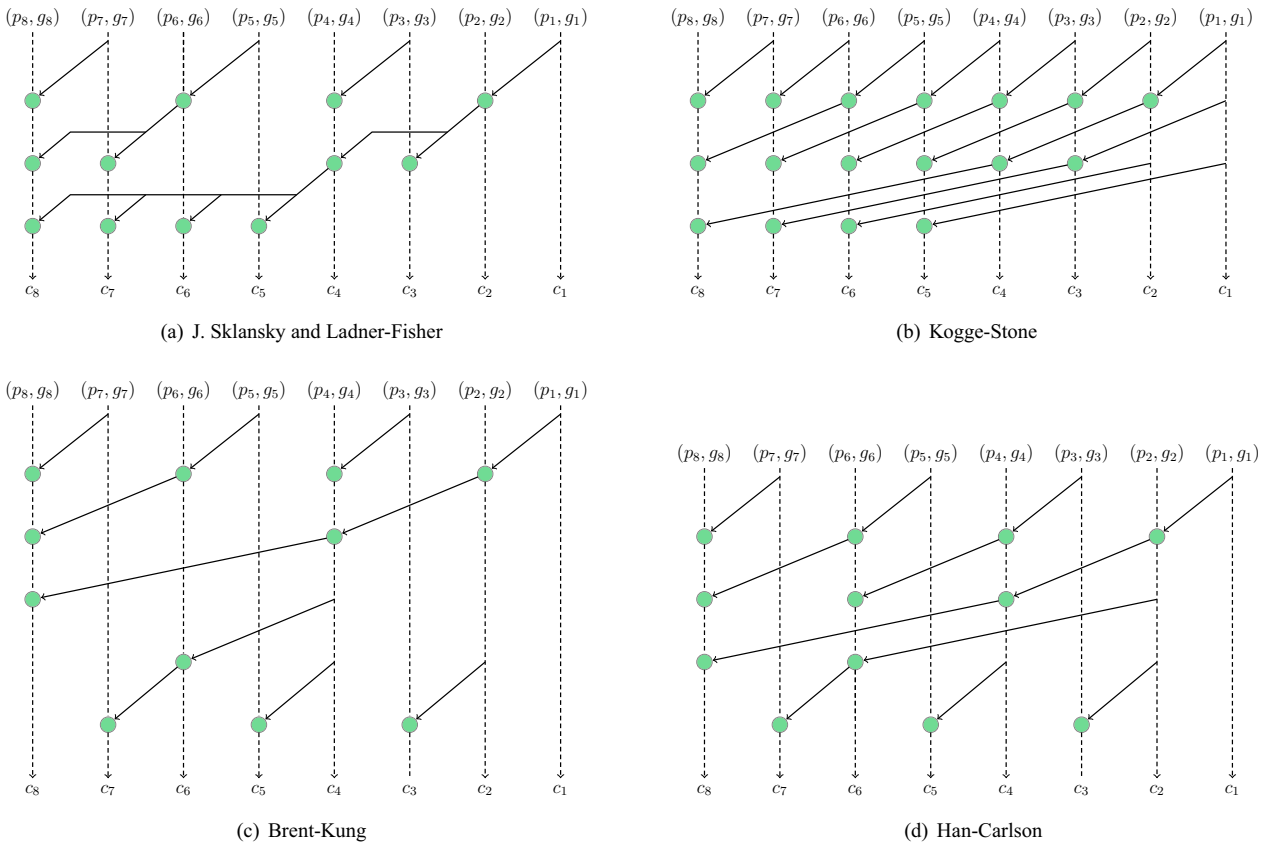 (p8, g8) (p7, g7) (p6, g6) (p5, g5) (p4, g4) (p3, g3) (p2, g2) (p1, g1)
c8 c7 c6 c5 c4 c3 c2 c1
(a) J. Sklansky and Ladner-Fisher
(p8, g8) (p7, g7) (p6, g6) (p5, g5) (p4, g4) (p3, g3) (p2, g2) (p1, g1)
c8 c7 c6 c5 c4 c3 c2 c1
(b) Kogge-Stone
(p8, g8) (p7, g7) (p6, g6) (p5, g5) (p4, g4) (p3, g3) (p2, g2) (p1, g1)
c8 c7 c6 c5 c4 c3 c2 c1
(c) Brent-Kung
(p8, g8) (p7, g7) (p6, g6) (p5, g5) (p4, g4) (p3, g3) (p2, g2) (p1, g1)
c8 c7 c6 c5 c4 c3 c2 c1
(d) Han-Carlson